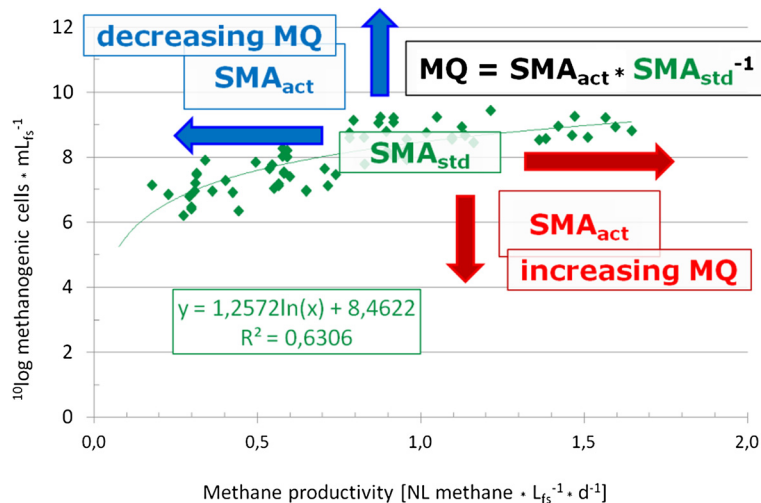 decreasing MQ
SMAact
MQ = SMAact * SMAstd-1
SMAstd
SMAact
increasing MQ
y = 1,2572ln(x) + 8,4622
R² = 0,6306
12
10
8
6
4
2
0
0,0 0,5 1,0 1,5 2,0
10log methanogenic cells * mLfs-1
Methane productivity [NL methane * Lfs-1 * d-1]